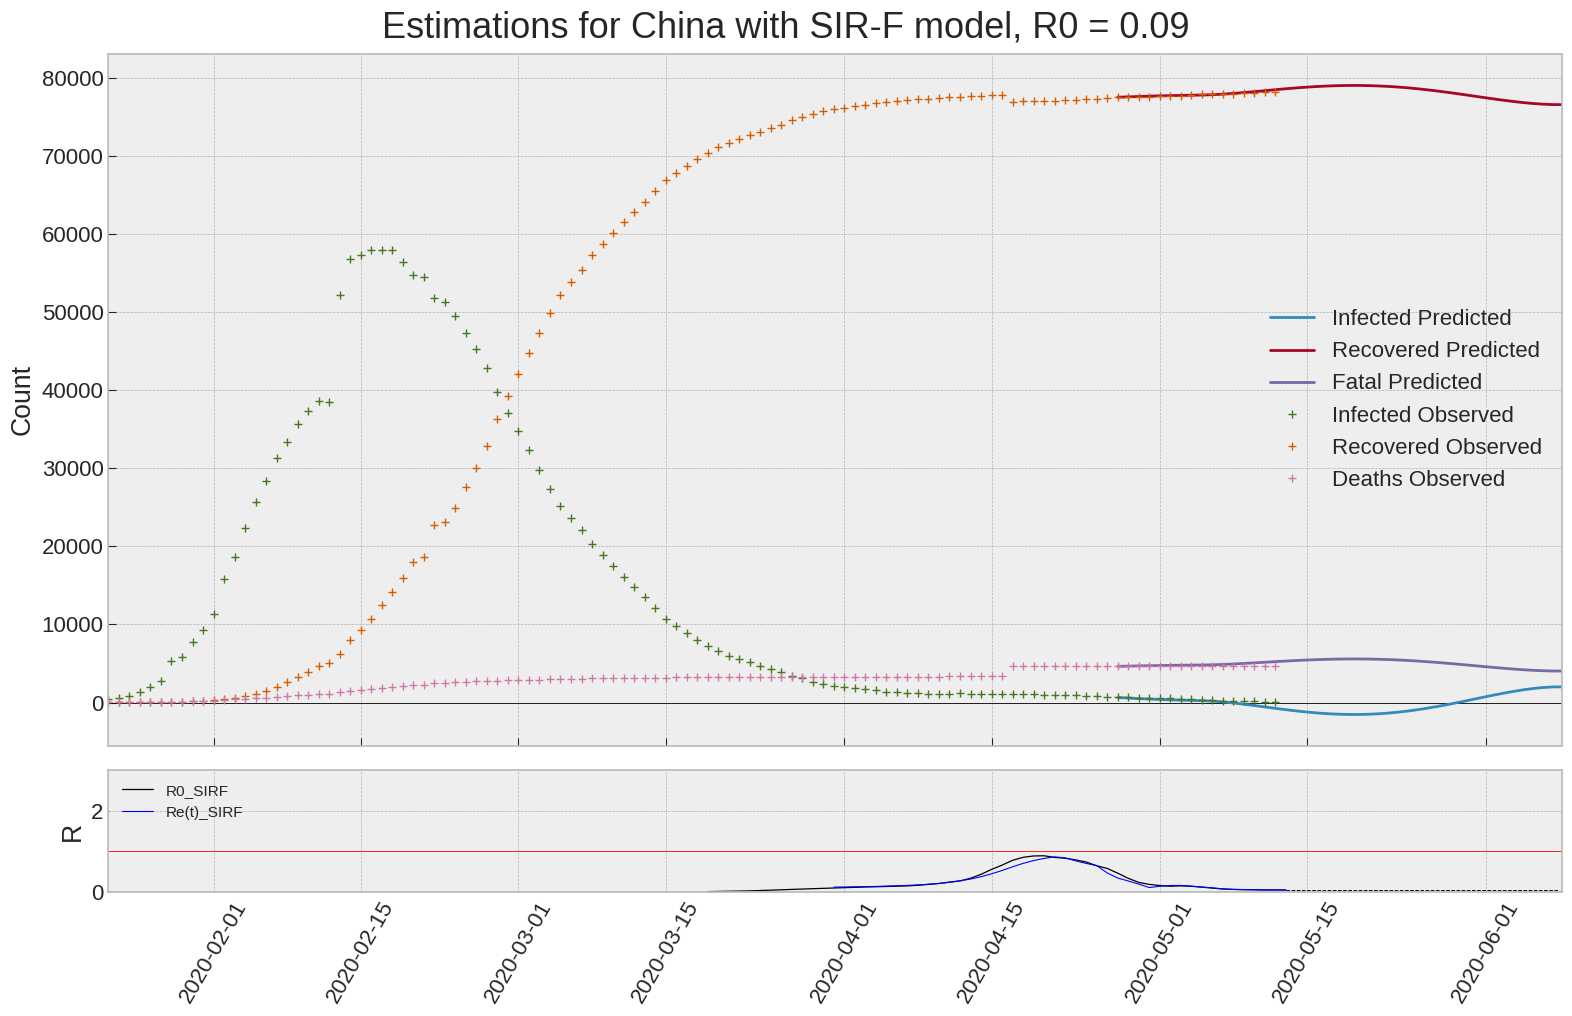 Estimations for China with SIR-F model, R0 = 0.09
80000
70000
60000
50000
40000
30000
20000
10000
0
Count
Infected Predicted
Recovered Predicted
Fatal Predicted
Infected Observed
Recovered Observed
Deaths Observed
R0_SIRF
Re(t)_SIRF
2
0
R
2020-02-01
2020-02-15
2020-03-01
2020-03-15
2020-04-01
2020-04-15
2020-05-01
2020-05-15
2020-06-01